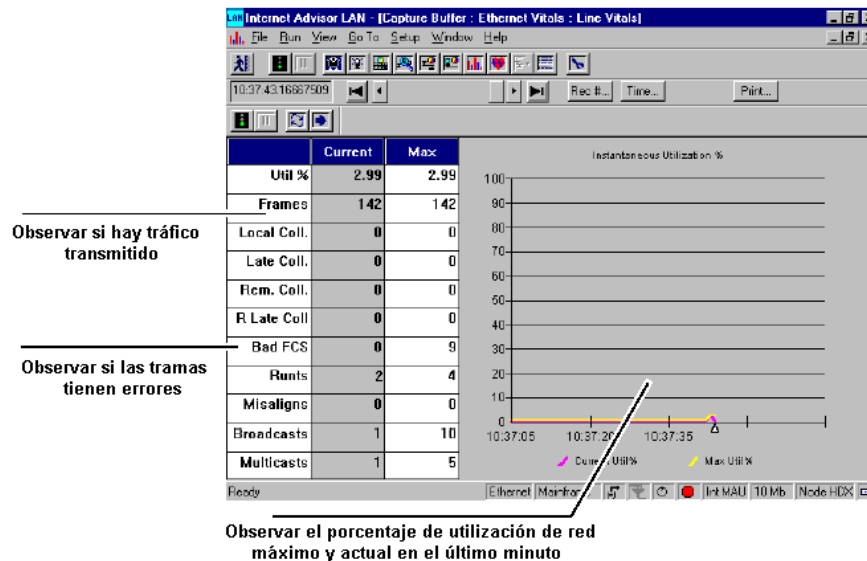 LAN Internet Advisor LAN - [Capture Buffer : Ethernet Vitals : Line Vitals]
File Run View Go To Setup Window Help
10:37:43.16667509 Rec #... Time... Print...
Current Max
Util % 2.99 2.99
Frames 142 142
Local Coll. 0 0
Late Coll. 0 0
Rem. Coll. 0 0
R Late Coll 0 0
Bad FCS 0 9
Runts 2 4
Misaligns 0 0
Broadcasts 1 10
Multicasts 1 5
Instantaneous Utilization %
100
90
80
70
60
50
40
30
20
10
0
10:37:05 10:37:20 10:37:35
Current Util% Max Util%
Ready Ethernet Int MAU 10 Mb Node HDX
Observar si hay tráfico
transmitido
Observar si las tramas
tienen errores
Observar el porcentaje de utilización de red
máximo y actual en el último minuto